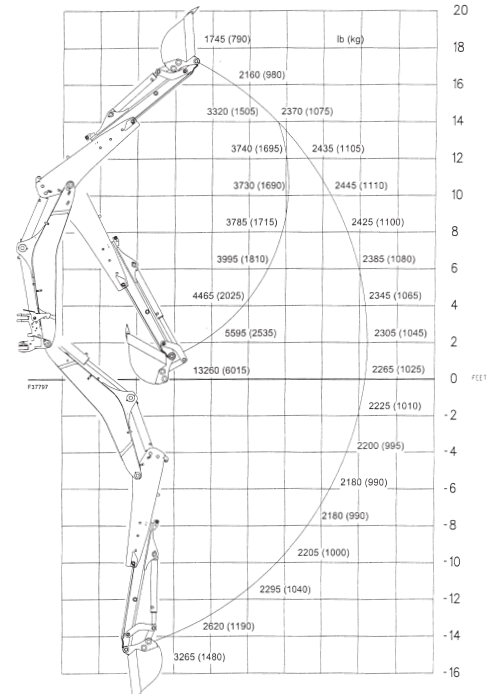 20
1745 (790) lb (kg)
18
2160 (980) 16
3320 (1505) 2370 (1075) 14
3740 (1695) 2435 (1105) 12
3730 (1690) 2445 (1110) 10
3785 (1715) 2425 (1100) 8
3995 (1810) 2385 (1080) 6
4465 (2025) 2345 (1065) 4
5595 (2535) 2305 (1045) 2
13260 (6015) 2265 (1025) 0 FEET
F37797
2225 (1010) -2
2200 (995) -4
2180 (990) -6
2180 (990) -8
2205 (1000) -10
2295 (1040) -12
2620 (1190) -14
3265 (1480) -16